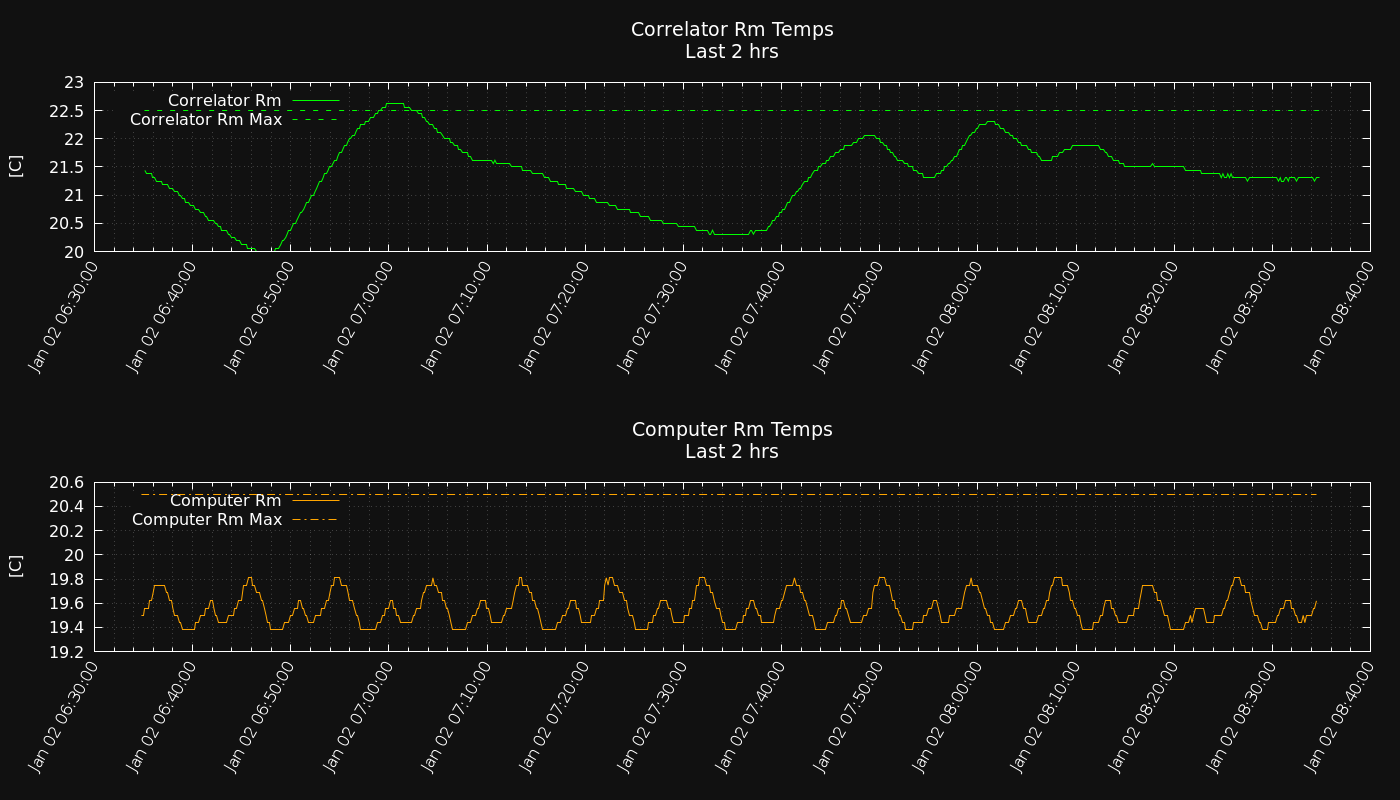 Correlator Rm Temps
Last 2 hrs
[C]
23
22.5
22
21.5
21
20.5
20
Correlator Rm
Correlator Rm Max
Jan 02 06:30:00
Jan 02 06:40:00
Jan 02 06:50:00
Jan 02 07:00:00
Jan 02 07:10:00
Jan 02 07:20:00
Jan 02 07:30:00
Jan 02 07:40:00
Jan 02 07:50:00
Jan 02 08:00:00
Jan 02 08:10:00
Jan 02 08:20:00
Jan 02 08:30:00
Jan 02 08:40:00
Computer Rm Temps
Last 2 hrs
[C]
20.6
20.4
20.2
20
19.8
19.6
19.4
19.2
Computer Rm
Computer Rm Max
Jan 02 06:30:00
Jan 02 06:40:00
Jan 02 06:50:00
Jan 02 07:00:00
Jan 02 07:10:00
Jan 02 07:20:00
Jan 02 07:30:00
Jan 02 07:40:00
Jan 02 07:50:00
Jan 02 08:00:00
Jan 02 08:10:00
Jan 02 08:20:00
Jan 02 08:30:00
Jan 02 08:40:00